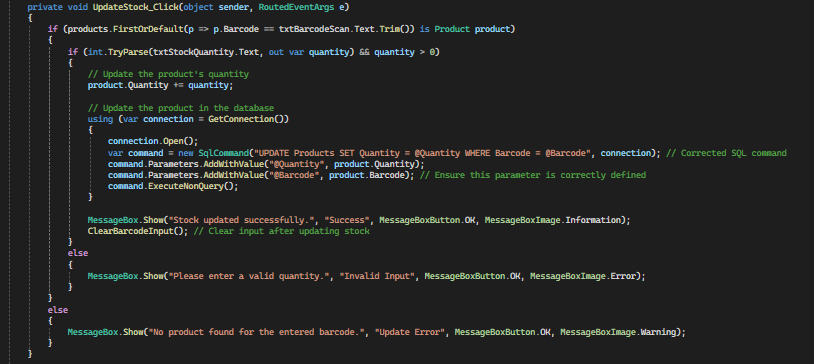 private void UpdateStock_Click(object sender, RoutedEventArgs e)
{
if (products.FirstOrDefault(p => p.Barcode == txtBarcodeScan.Text.Trim()) is Product product)
{
if (int.TryParse(txtStockQuantity.Text, out var quantity) && quantity > 0)
{
// Update the product's quantity
product.Quantity += quantity;
// Update the product in the database
using (var connection = GetConnection())
{
connection.Open();
var command = new SqlCommand("UPDATE Products SET Quantity = @Quantity WHERE Barcode = @Barcode", connection); // Corrected SQL command
command.Parameters.AddWithValue("@Quantity", product.Quantity);
command.Parameters.AddWithValue("@Barcode", product.Barcode); // Ensure this parameter is correctly defined
command.ExecuteNonQuery();
}
MessageBox.Show("Stock updated successfully.", "Success", MessageBoxButton.OK, MessageBoxImage.Information);
ClearBarcodeInput(); // Clear input after updating stock
}
else
{
MessageBox.Show("Please enter a valid quantity.", "Invalid Input", MessageBoxButton.OK, MessageBoxImage.Error);
}
}
else
{
MessageBox.Show("No product found for the entered barcode.", "Update Error", MessageBoxButton.OK, MessageBoxImage.Warning);
}
}